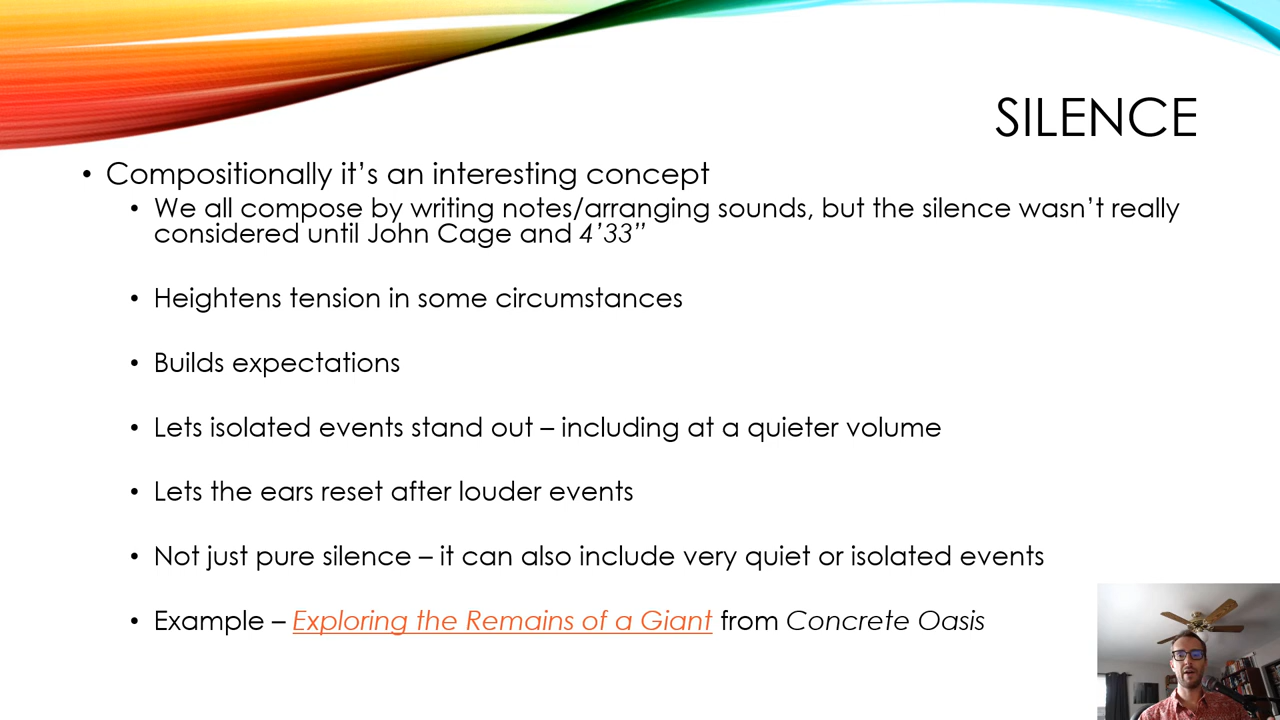 SILENCE
• Compositionally it’s an interesting concept
• We all compose by writing notes/arranging sounds, but the silence wasn’t really
considered until John Cage and 4’33”
• Heightens tension in some circumstances
• Builds expectations
• Lets isolated events stand out – including at a quieter volume
• Lets the ears reset after louder events
• Not just pure silence – it can also include very quiet or isolated events
• Example – Exploring the Remains of a Giant from Concrete Oasis